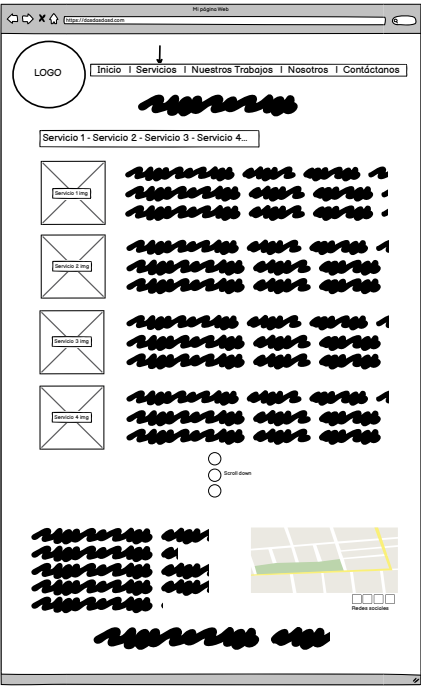 Mi página Web
https://dasdasdasd.com
LOGO
Inicio I Servicios I Nuestros Trabajos I Nosotros I Contáctanos
Servicio 1 - Servicio 2 - Servicio 3 - Servicio 4...
Servicio 1 img
Servicio 2 img
Servicio 3 img
Servicio 4 img
Scroll down
Redes sociales